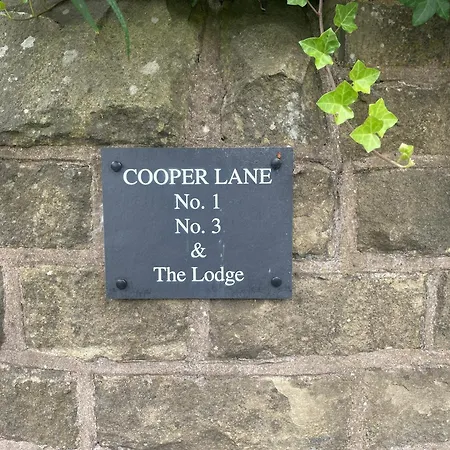 COOPER LANE
No. 1
No. 3
&
The Lodge